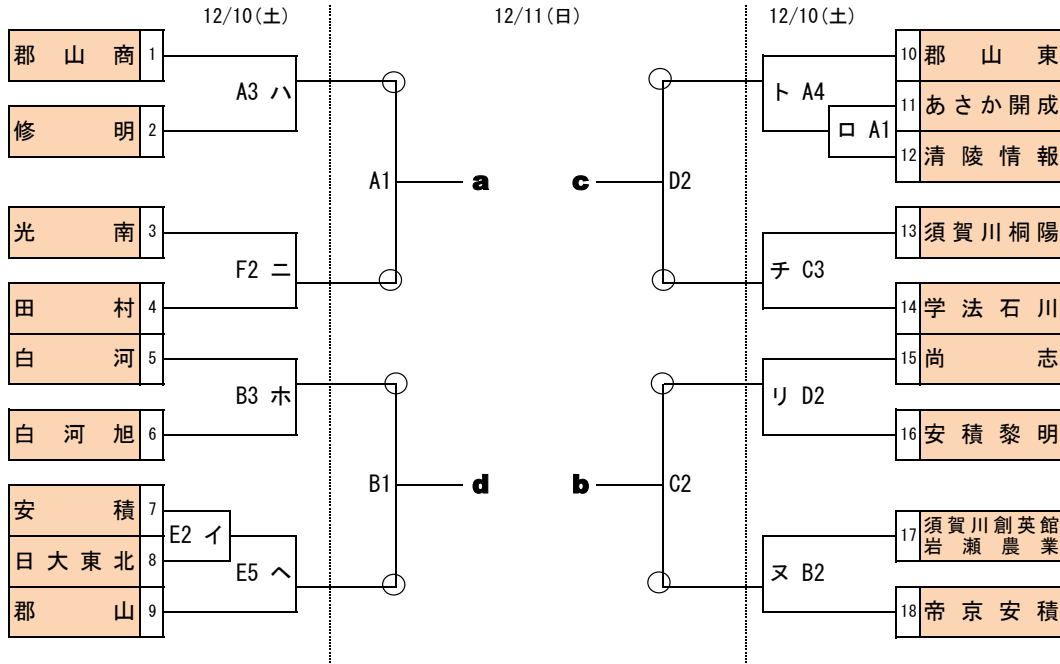 12/10(土) 12/11(日) 12/10(土)
郡山商 1
A3 ハ
修明 2
A1 a
光南 3
F2 ニ
田村 4
白河 5
B3 ホ
白河旭 6
B1 d
安積 7
E2 イ
日大東北 8
E5 ヘ
郡山 9
10 郡山東
ト A4
11 あさか開成
ロ A1
12 清陵情報
c D2
13 須賀川桐陽
チ C3
14 学法石川
15 尚志
リ D2
16 安積黎明
b C2
17 須賀川創英館
岩瀬農業
ヌ B2
18 帝京安積